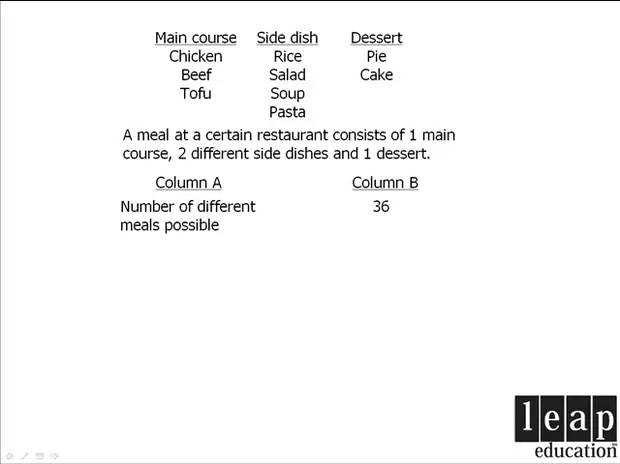 Main course Side dish Dessert
Chicken Rice Pie
Beef Salad Cake
Tofu Soup
Pasta
A meal at a certain restaurant consists of 1 main
course, 2 different side dishes and 1 dessert.
Column A Column B
Number of different 36
meals possible
leap
education